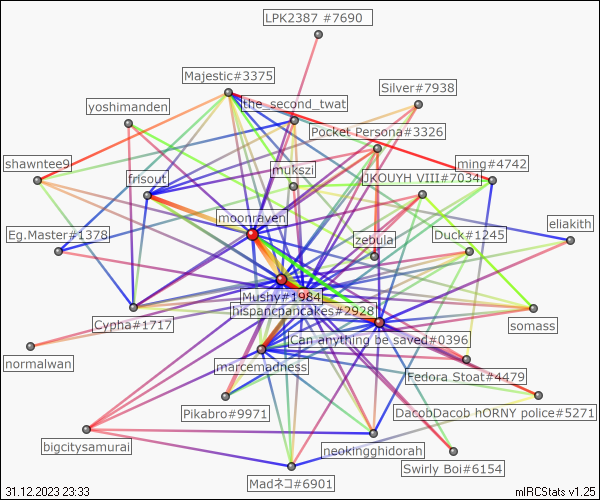 LPK2387 #7690
Majestic#3375
Silver#7938
yoshimanden
the_second_twat
Pocket Persona#3326
shawntee9
mukszi
ming#4742
frisout
JKOUYH VIII#7034
moonraven
Eg.Master#1378
zebula
Duck#1245
eliakith
Mushy#1984
hispancpancakes#2928
somass
Cypha#1717
Can anything be saved#0396
normalwan
marcemadness
Fedora Stoat#4479
Pikabro#9971
DacobDacob hORNY police#5271
bigcitysamurai
neokingghidorah
Swirly Boi#6154
Madネコ#6901
31.12.2023 23:33
mIRCStats v1.25